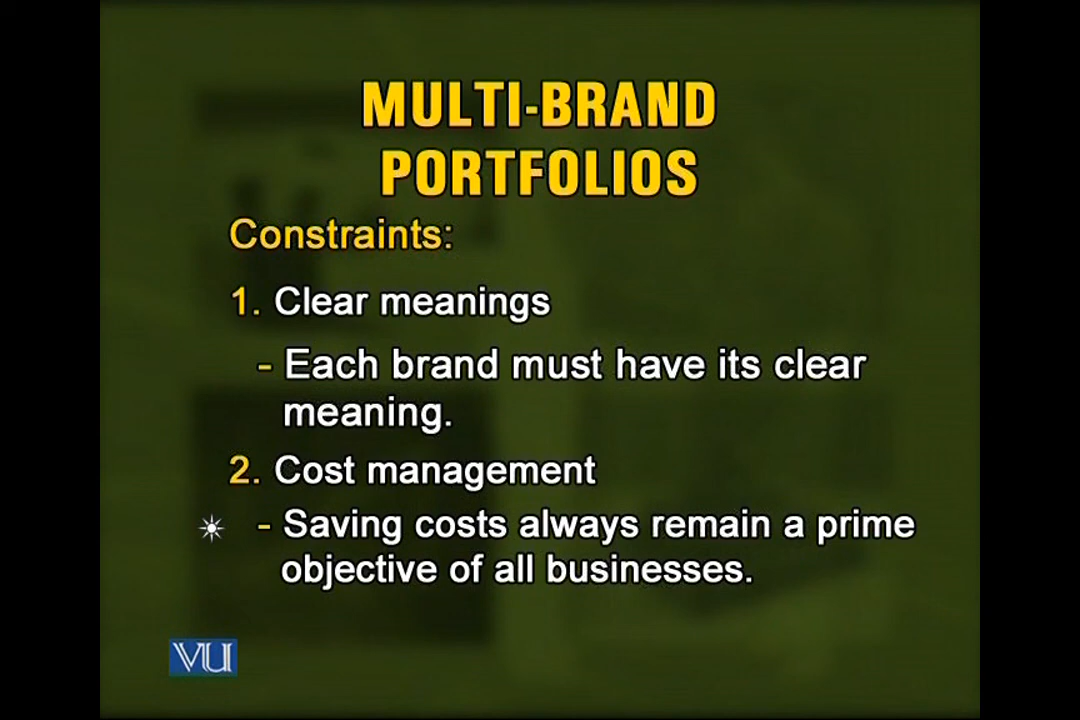 MULTI-BRAND
PORTFOLIOS
Constraints:
1. Clear meanings
- Each brand must have its clear
meaning.
2. Cost management
- Saving costs always remain a prime
objective of all businesses.
VU